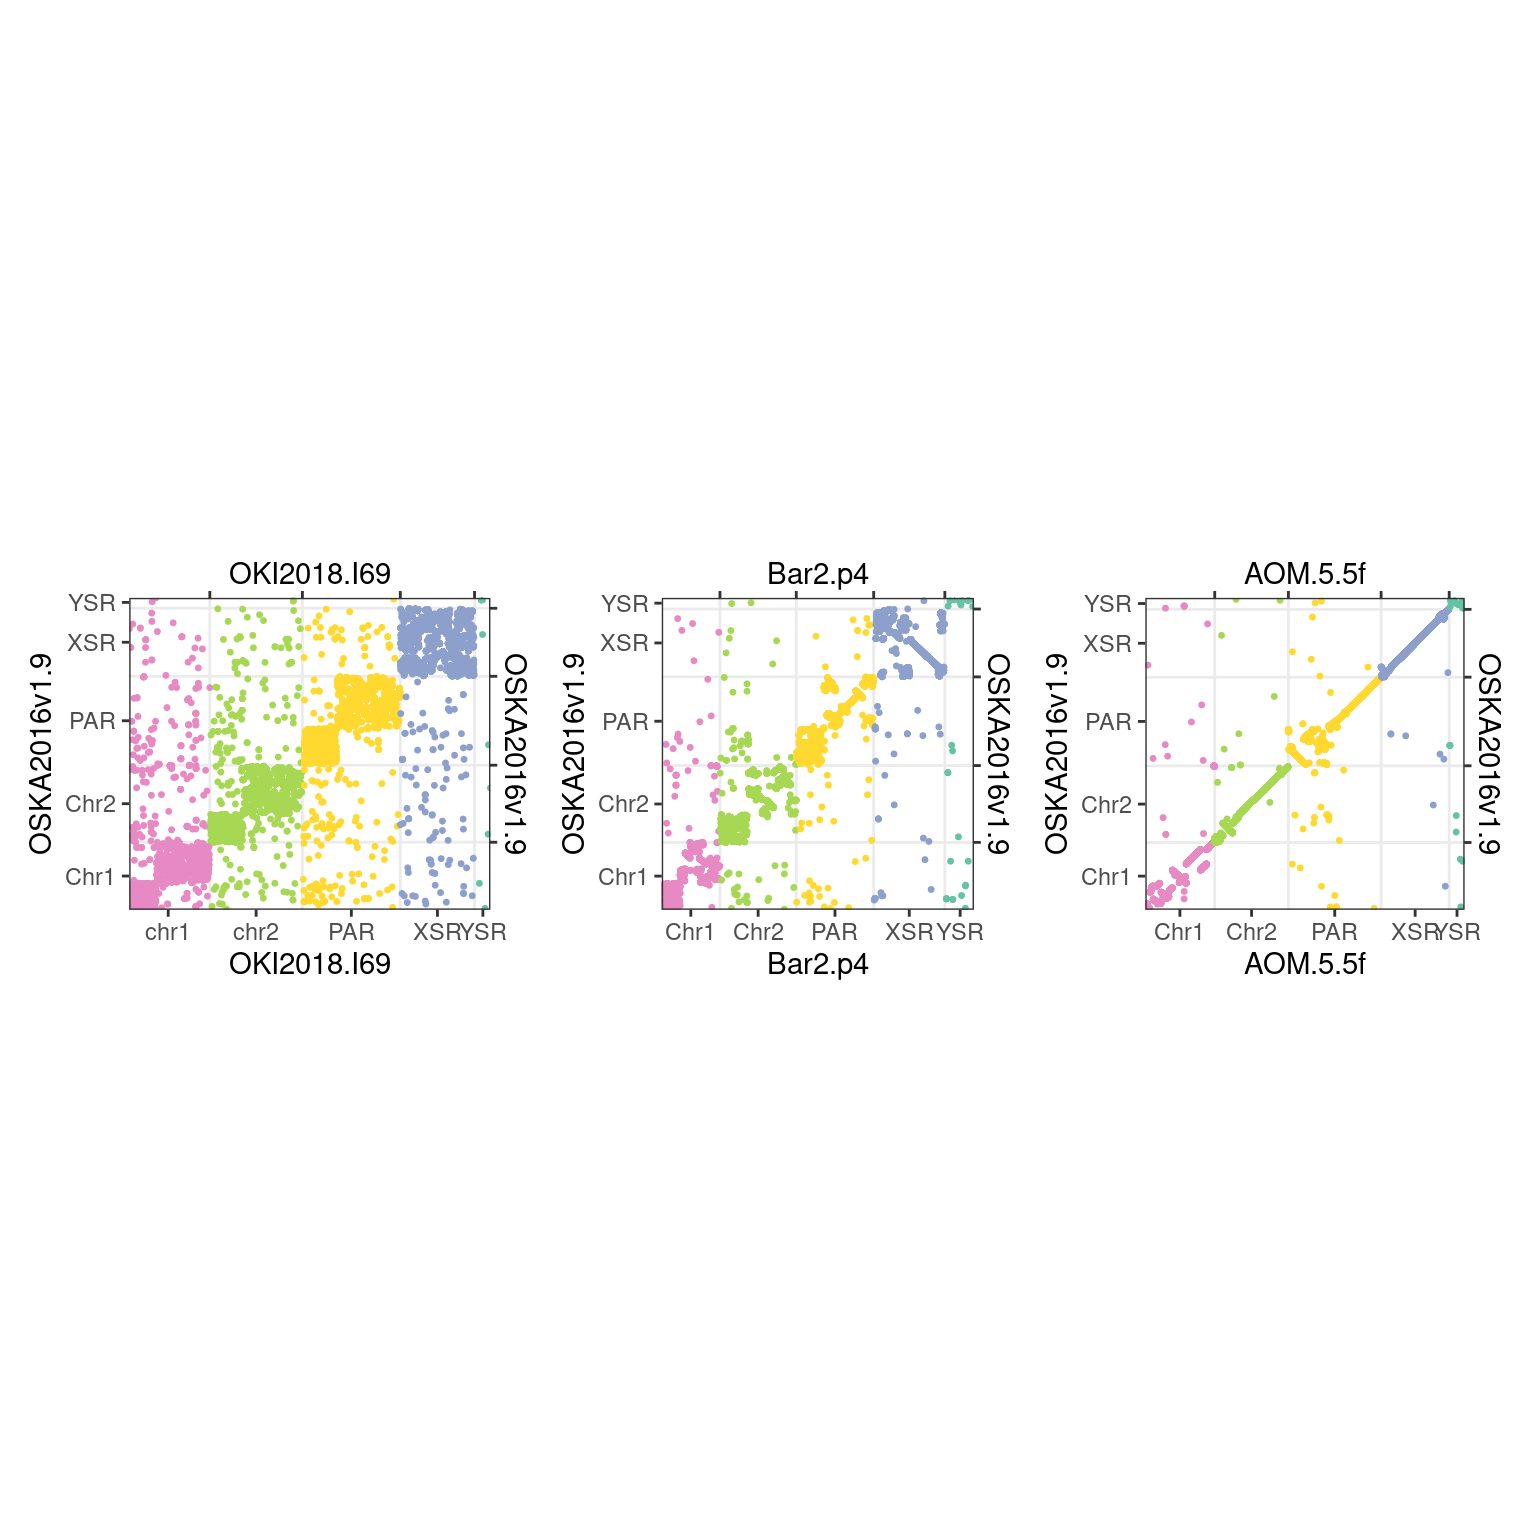 OKI2018.I69
OSKA2016v1.9
YSR
XSR
PAR
Chr2
Chr1
OSKA2016v1.9
chr1 chr2 PAR XSR YSR
OKI2018.I69
Bar2.p4
OSKA2016v1.9
YSR
XSR
PAR
Chr2
Chr1
OSKA2016v1.9
Chr1 Chr2 PAR XSR YSR
Bar2.p4
AOM.5.5f
OSKA2016v1.9
YSR
XSR
PAR
Chr2
Chr1
OSKA2016v1.9
Chr1 Chr2 PAR XSR YSR
AOM.5.5f